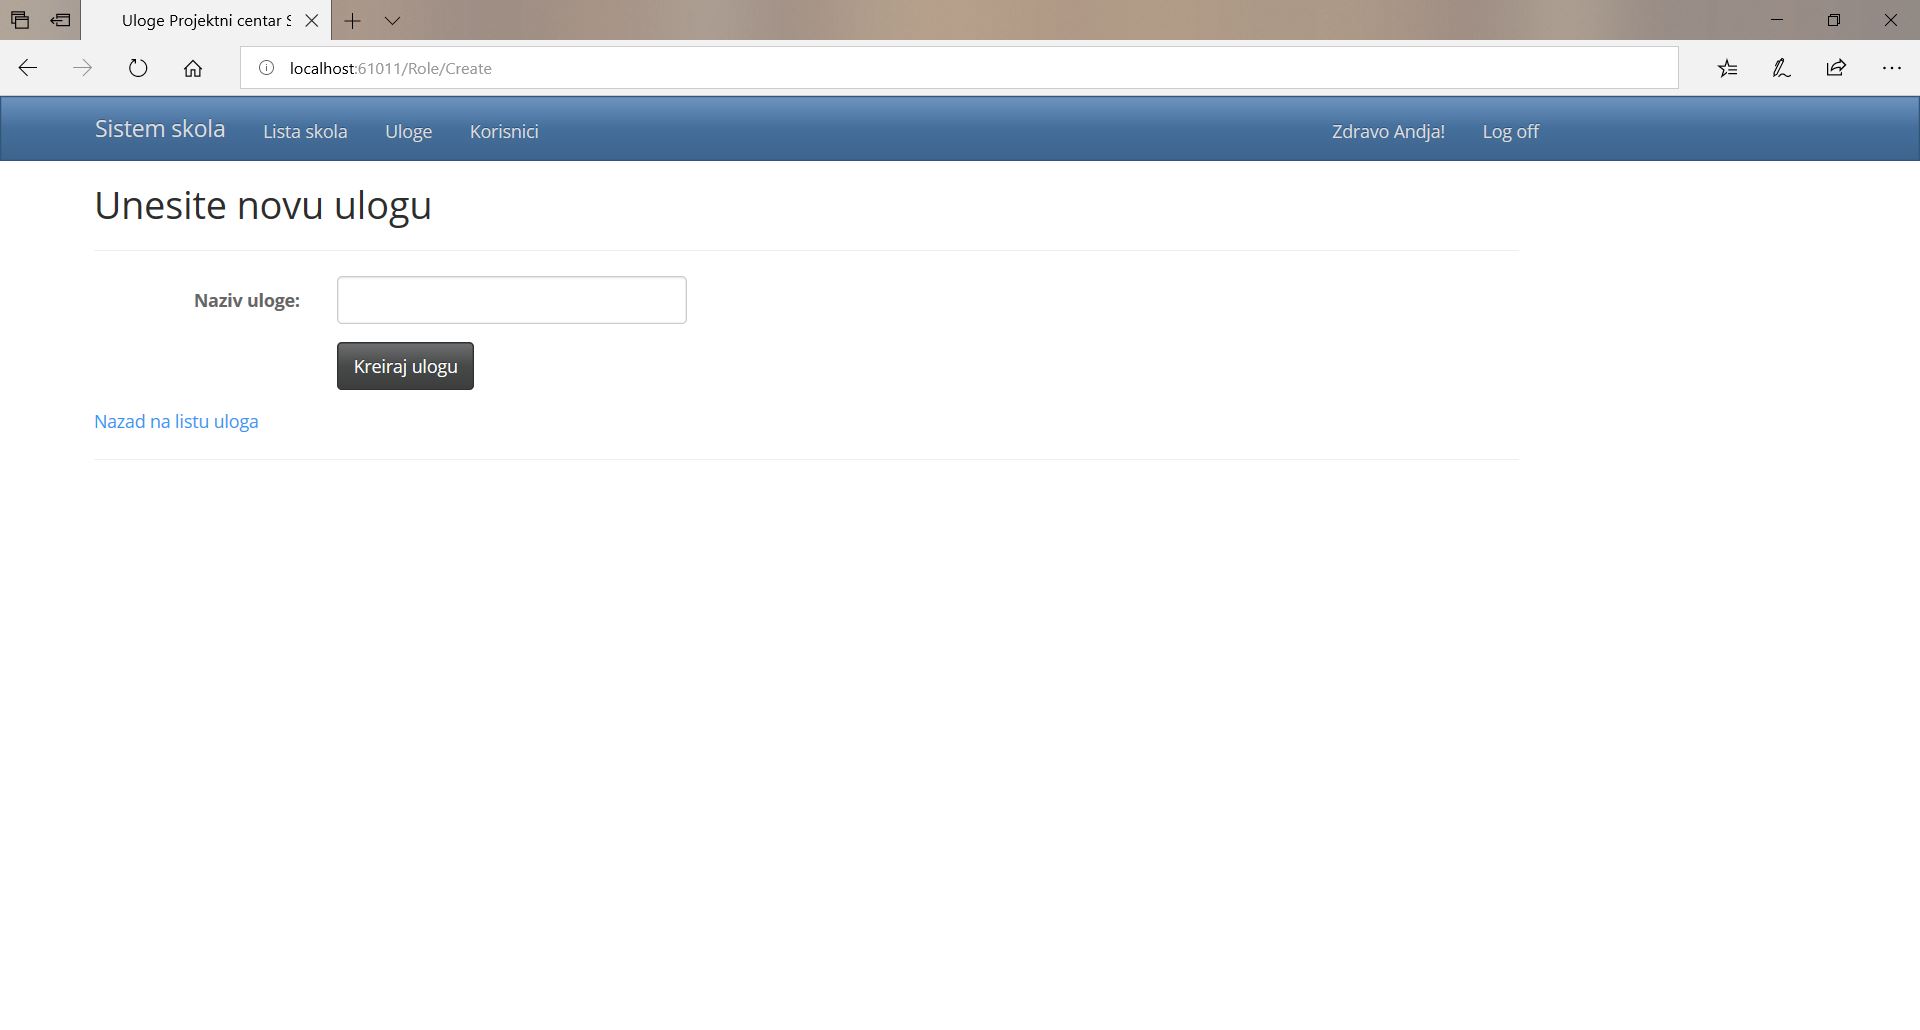 Uloge Projektni centar S
localhost:61011/Role/Create
Sistem skola Lista skola Uloge Korisnici Zdravo Andja! Log off
Unesite novu ulogu
Naziv uloge:
Kreiraj ulogu
Nazad na listu uloga